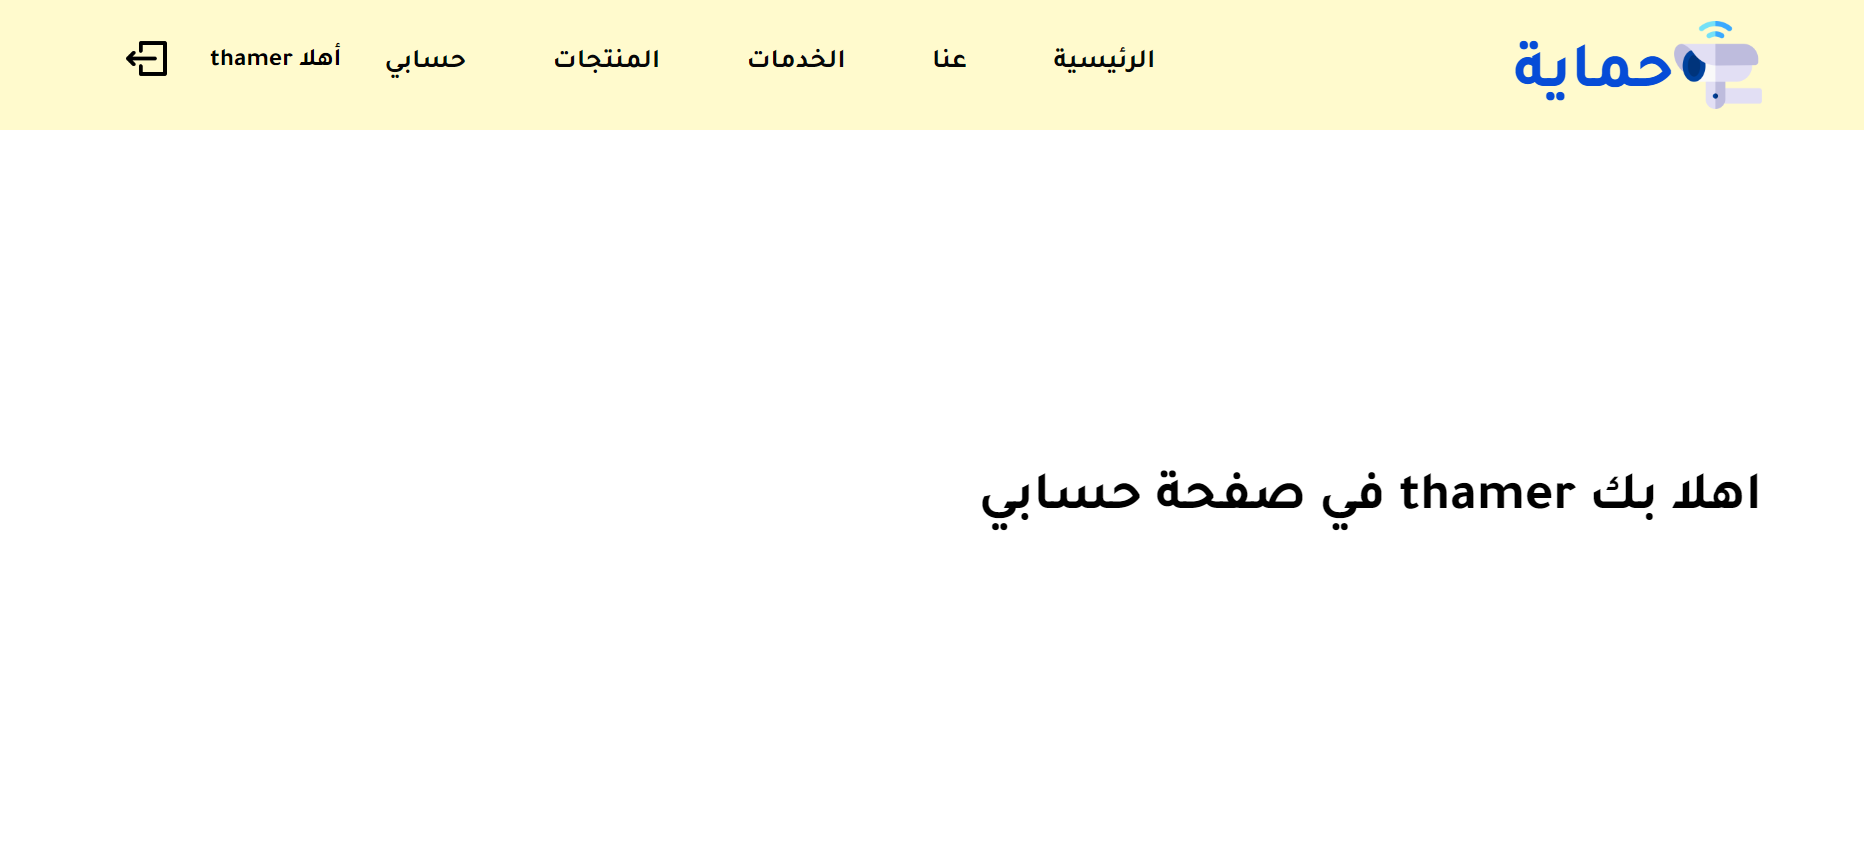 حماية
الرئيسية عنا الخدمات المنتجات حسابي أهلا thamer
اهلا بك thamer في صفحة حسابي